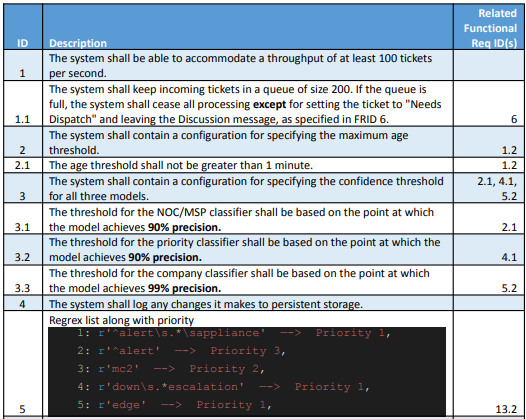 Related
Functional
ID Description Req ID(s)
The system shall be able to accommodate a throughput of at least 100 tickets
1 per second.
The system shall keep incoming tickets in a queue of size 200. If the queue is
full, the system shall cease all processing except for setting the ticket to "Needs
1.1 Dispatch" and leaving the Discussion message, as specified in FRID 6. 6
The system shall contain a configuration for specifying the maximum age
2 threshold. 1.2
2.1 The age threshold shall not be greater than 1 minute. 1.2
The system shall contain a configuration for specifying the confidence threshold 2.1, 4.1,
3 for all three models. 5.2
The threshold for the NOC/MSP classifier shall be based on the point at which
3.1 the model achieves 90% precision. 2.1
The threshold for the priority classifier shall be based on the point at which the
3.2 model achieves 90% precision. 4.1
The threshold for the company classifier shall be based on the point at which
3.3 the model achieves 99% precision. 5.2
4 The system shall log any changes it makes to persistent storage.
Regrex list along with priority
1: r'^alert\s.*\sappliance' —-> Priority 1,
2: r'^alert' —-> Priority 3,
3: r'mc2' —-> Priority 2,
4: r'down\s.*escalation' —-> Priority 1,
5: r'edge' —-> Priority 1,
5 13.2